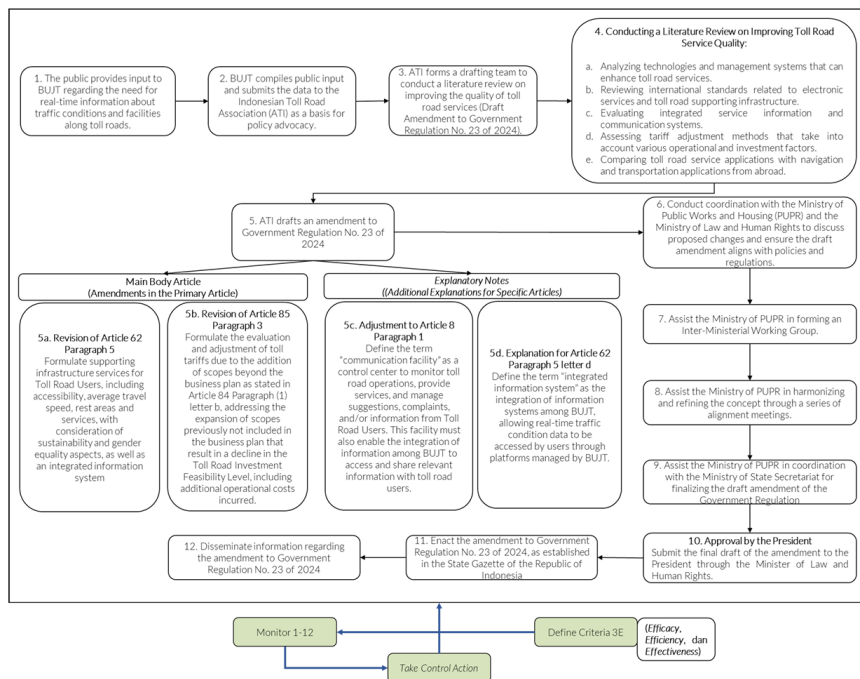 1. The public provides input to
BUJT regarding the need for
real-time information about
traffic conditions and facilities
along toll roads.
2. BUJT compiles public input
and submits the data to the
Indonesian Toll Road
Association (ATI) as a basis for
policy advocacy.
3. ATI forms a drafting team to
conduct a literature review on
improving the quality of toll
road services (Draft
Amendment to Government
Regulation No. 23 of 2024).
4. Conducting a Literature Review on Improving Toll Road
Service Quality:
a. Analyzing technologies and management systems that can
enhance toll road services.
b. Reviewing international standards related to electronic
services and toll road supporting infrastructure.
c. Evaluating integrated service information and
communication systems.
d. Assessing tariff adjustment methods that take into
account various operational and investment factors.
e. Comparing toll road service applications with navigation
and transportation applications from abroad.
5. ATI drafts an amendment to
Government Regulation No. 23 of
2024
6. Conduct coordination with the Ministry of
Public Works and Housing (PUPR) and the
Ministry of Law and Human Rights to discuss
proposed changes and ensure the draft
amendment aligns with policies and
regulations.
Main Body Article
(Amendments in the Primary Article)
Explanatory Notes
((Additional Explanations for Specific Articles)
5a. Revision of Article 62
Paragraph 5
Formulate supporting
infrastructure services for
Toll Road Users, including
accessibility, average travel
speed, rest areas and
services, with
consideration of
sustainability and gender
equality aspects, as well as
an integrated information
system
5b. Revision of Article 85
Paragraph 3
Formulate the evaluation
and adjustment of toll
tariffs due to the addition
of scopes beyond the
business plan as stated in
Article 84 Paragraph (1)
letter b, addressing the
expansion of scopes
previously not included in
the business plan that
result in a decline in the
Toll Road Investment
Feasibility Level, including
additional operational costs
incurred.
5c. Adjustment to Article 8
Paragraph 1
Define the term
"communication facility" as a
control center to monitor toll
road operations, provide
services, and manage
suggestions, complaints,
and/or information from Toll
Road Users. This facility must
also enable the integration of
information among BUJT to
access and share relevant
information with toll road
users.
5d. Explanation for Article 62
Paragraph 5 letter d
Define the term "integrated
information system" as
the integration of information
systems among BUJT,
allowing real-time traffic
condition data to be
accessed by users through
platforms managed by BUJT.
7. Assist the Ministry of PUPR in forming an
Inter-Ministerial Working Group.
8. Assist the Ministry of PUPR in harmonizing
and refining the concept through a series of
alignment meetings.
9. Assist the Ministry of PUPR in coordination
with the Ministry of State Secretariat for
finalizing the draft amendment of the
Government Regulation
10. Approval by the President
Submit the final draft of the amendment to the
President through the Minister of Law and
Human Rights.
11. Enact the amendment to Government
Regulation No. 23 of 2024, as established
in the State Gazette of the Republic of
Indonesia
12. Disseminate information regarding
the amendment to Government
Regulation No. 23 of 2024
Monitor 1-12
Define Criteria 3E
(Efficacy,
Efficiency, dan
Effectiveness)
Take Control Action